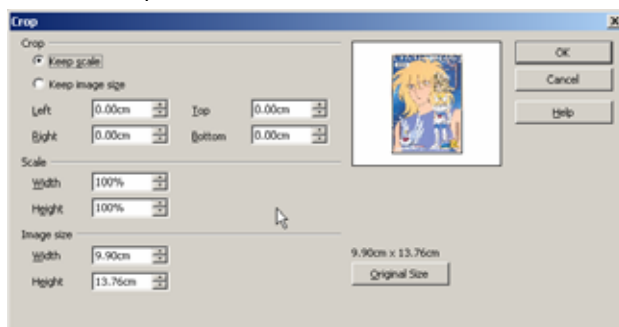 Crop
Crop
Keep scale
Keep image size
Left 0.00cm Top 0.00cm
Right 0.00cm Bottom 0.00cm
Scale
Width 100%
Height 100%
Image size
Width 9.90cm
Height 13.76cm
OK
Cancel
Help
9.90cm x 13.76cm
Original Size